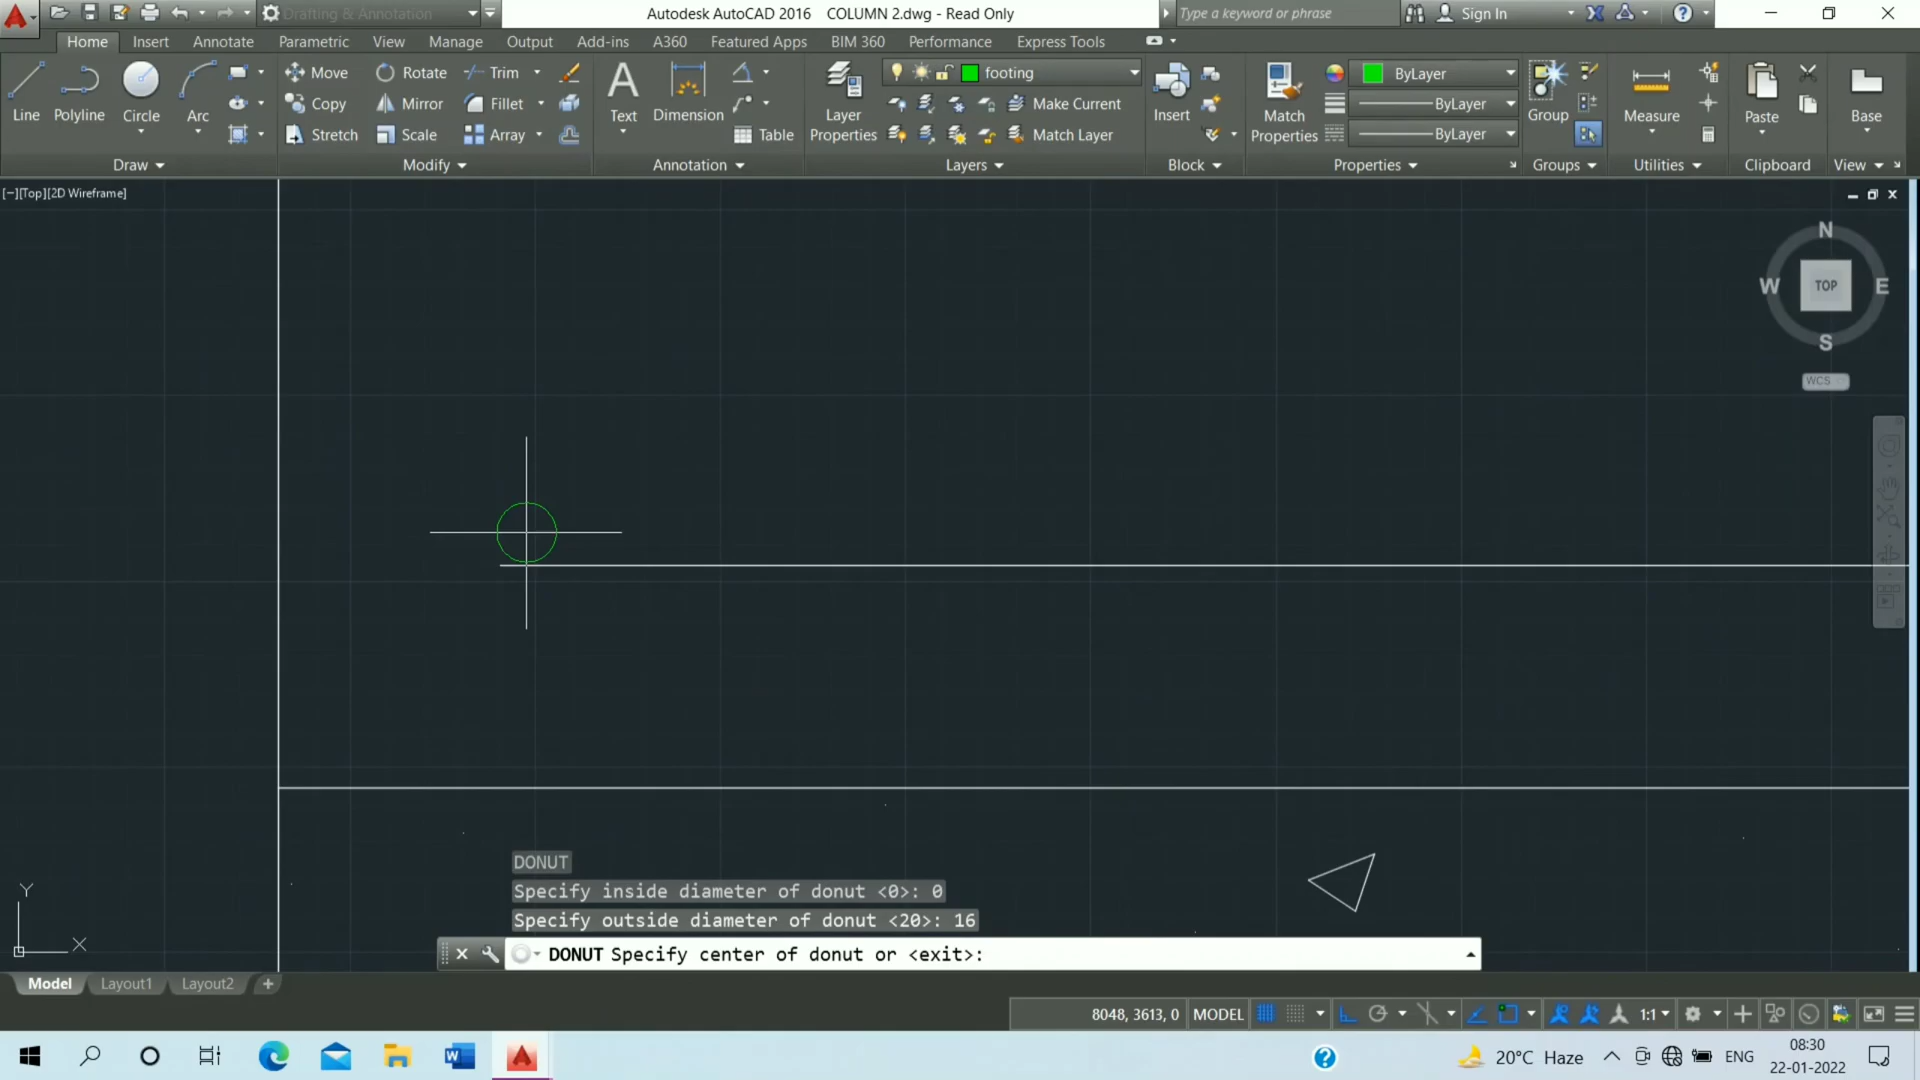 Drafting & Annotation
Autodesk AutoCAD 2016 COLUMN 2.dwg - Read Only
Type a keyword or phrase
Sign In
Home Insert Annotate Parametric View Manage Output Add-ins A360 Featured Apps BIM 360 Performance Express Tools
Line Polyline Circle Arc
Move Rotate Trim
Copy Mirror Fillet
Stretch Scale Array
Text Dimension Table
Layer Properties
footing
Make Current
Match Layer
Insert
Match Properties
ByLayer
ByLayer
ByLayer
Group
Measure
Paste
Base
Draw Modify Annotation Layers Block Properties Groups Utilities Clipboard View
[−][Top][2D Wireframe]
N
W TOP E
S
WCS
Y
X
DONUT
Specify inside diameter of donut <0>: 0
Specify outside diameter of donut <20>: 16
DONUT Specify center of donut or <exit>:
Model Layout1 Layout2 +
8048, 3613, 0 MODEL 1:1
20°C Haze ENG
08:30
22-01-2022